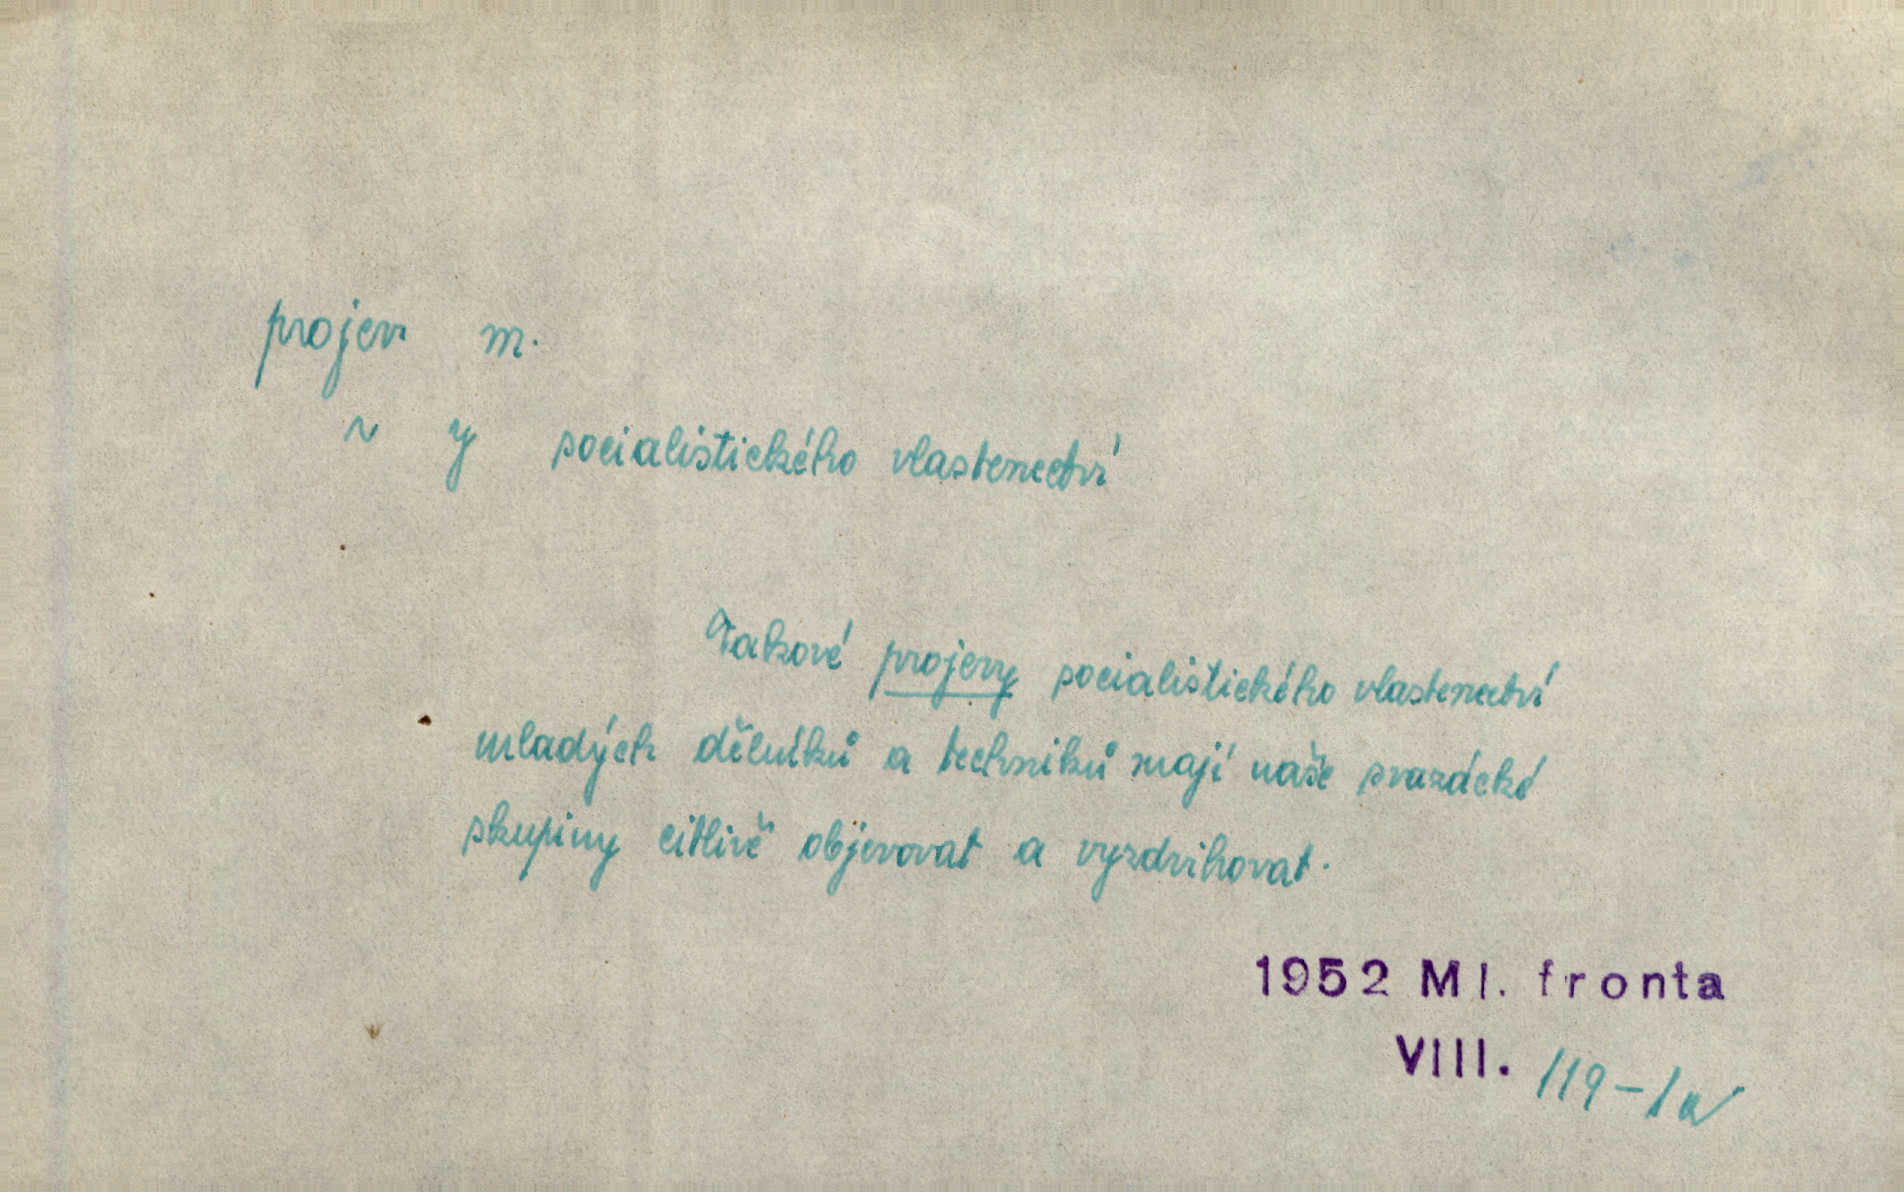 projev m.
~ y socialistického vlastenectví
Takové projevy socialistického vlastenectví
mladých dělníků a techniků mají naše svazácké
skupiny citlivě objevovat a vyzdvihovat.
1952 Ml. fronta
VIII. 119-1a